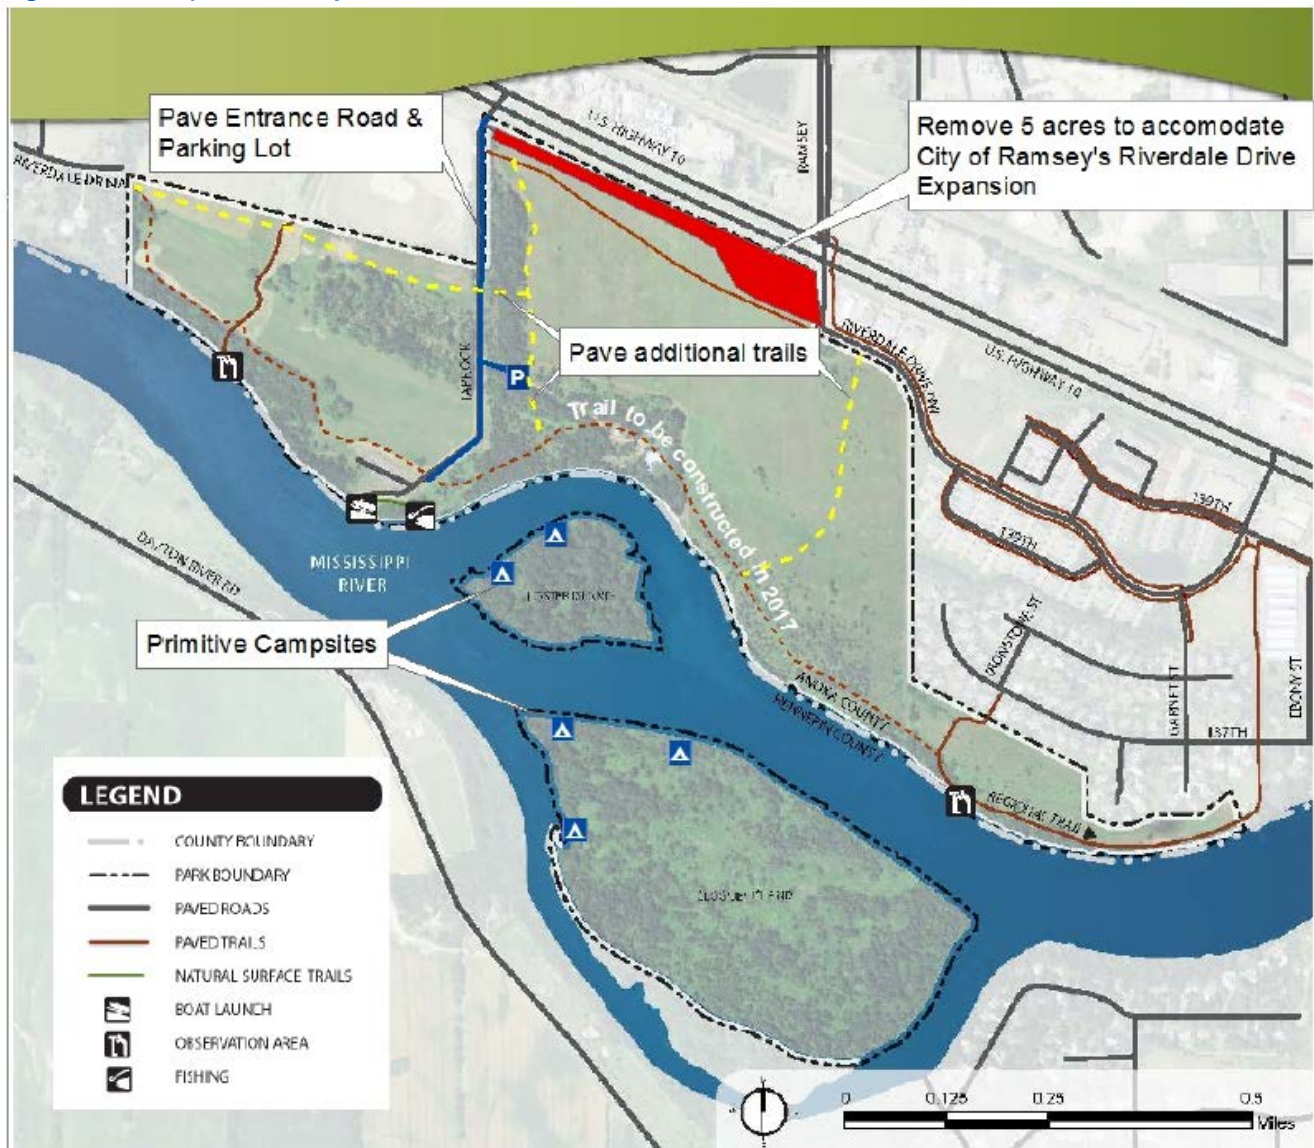 Pave Entrance Road &
Parking Lot
U.S. HIGHWAY 10
RAMSEY
Remove 5 acres to accomodate
City of Ramsey's Riverdale Drive
Expansion
RIVERDALE DR NW
Pave additional trails
RIVERDALE DRIVE NW
U.S. HIGHWAY 10
P
Trail to be constructed in 2017
139TH
139TH
MISSISSIPPI
RIVER
DAYTON RIVER RD
Primitive Campsites
IRONSTONE ST
GARNET ST
EBONY ST
137TH
ANOKA COUNTY
HENNEPIN COUNTY
REGIONAL TRAIL
LEGEND
COUNTY BOUNDARY
PARK BOUNDARY
PAVED ROADS
PAVED TRAILS
NATURAL SURFACE TRAILS
BOAT LAUNCH
OBSERVATION AREA
FISHING
0 0.125 0.25 0.5
Miles